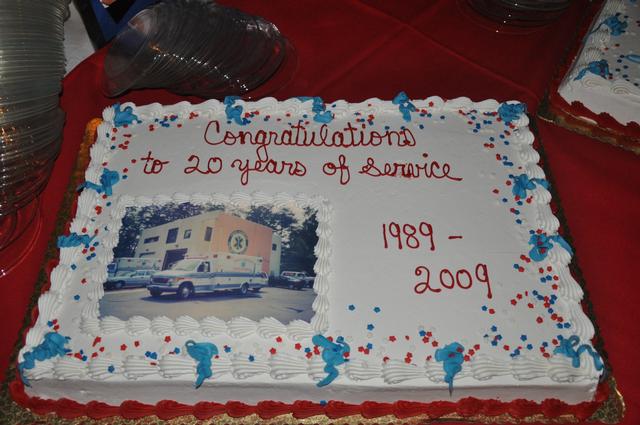 Congratulations
to 20 years of service
1989 -
2009